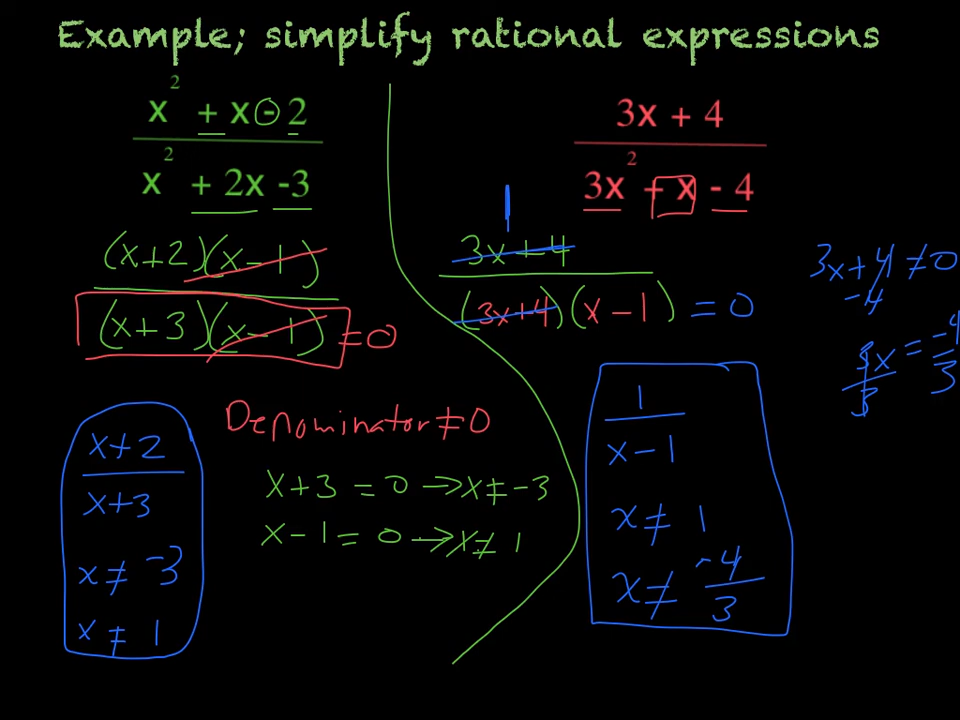 Example; simplify rational expressions
x² + x - 2
x² + 2x -3
(x+2)(x-1)
(x+3)(x-1) = 0
x+2
x+3
x ≠ -3
x ≠ 1
Denominator ≠ 0
x+3 = 0 → x ≠ -3
x-1 = 0 → x ≠ 1
3x + 4
3x² + x - 4
1
3x+4
(3x+4)(x-1) = 0
3x+4 ≠ 0
-4
3x = -4
3 3
1
x-1
x ≠ 1
x ≠ -4
3